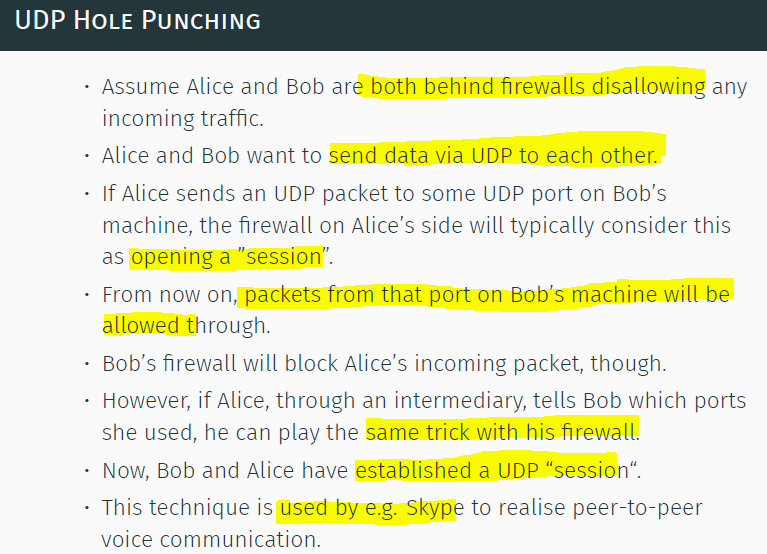 UDP Hole Punching
· Assume Alice and Bob are both behind firewalls disallowing any
incoming traffic.
· Alice and Bob want to send data via UDP to each other.
· If Alice sends an UDP packet to some UDP port on Bob's
machine, the firewall on Alice's side will typically consider this
as opening a "session".
· From now on, packets from that port on Bob's machine will be
allowed through.
· Bob's firewall will block Alice's incoming packet, though.
· However, if Alice, through an intermediary, tells Bob which ports
she used, he can play the same trick with his firewall.
· Now, Bob and Alice have established a UDP “session“.
· This technique is used by e.g. Skype to realise peer-to-peer
voice communication.